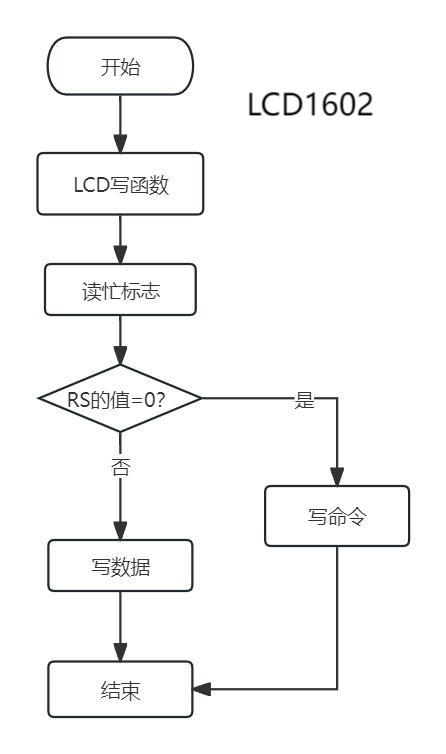 开始
LCD1602
LCD写函数
读忙标志
RS的值=0?
是
否
写命令
写数据
结束